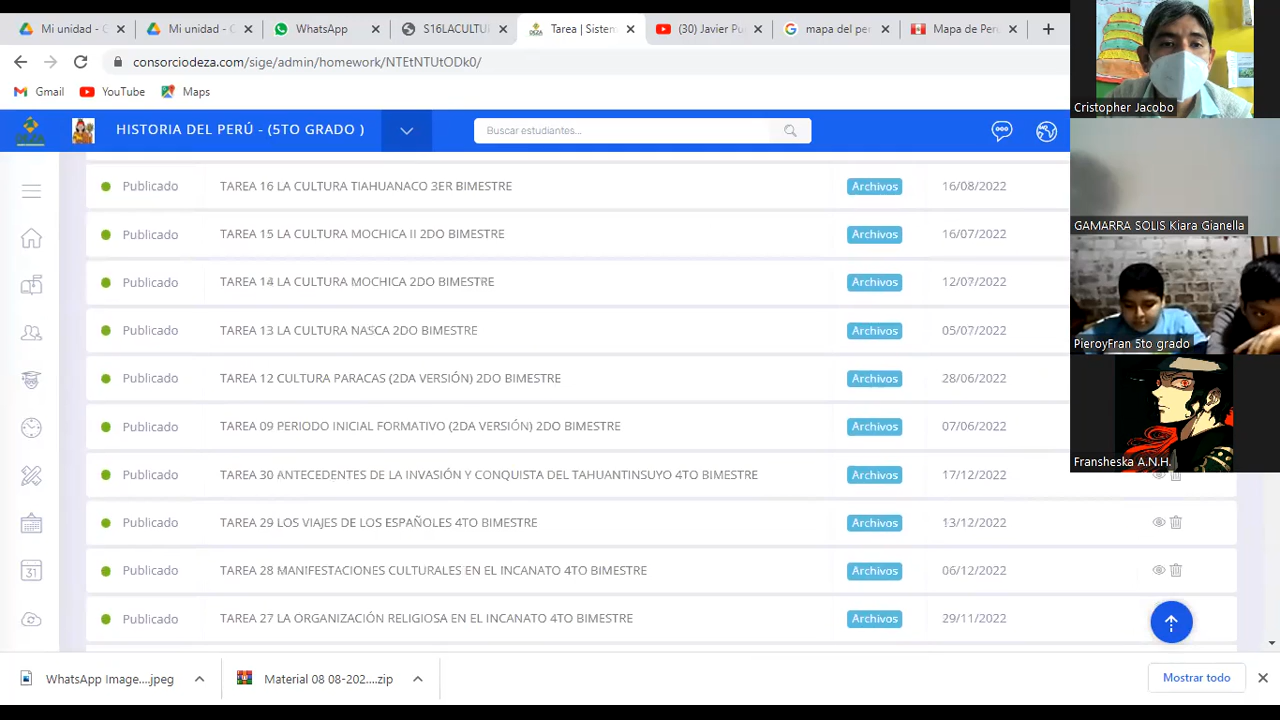 Mi unidad - G
Mi unidad - G
WhatsApp
16LACULTU
Tarea | Sisten
(30) Javier Pu
mapa del per
Mapa de Per
consorciodeza.com/sige/admin/homework/NTEtNTUtODk0/
Gmail
YouTube
Maps
DEZA
HISTORIA DEL PERÚ - (5TO GRADO )
Buscar estudiantes...
Publicado TAREA 16 LA CULTURA TIAHUANACO 3ER BIMESTRE Archivos 16/08/2022
Publicado TAREA 15 LA CULTURA MOCHICA II 2DO BIMESTRE Archivos 16/07/2022
Publicado TAREA 14 LA CULTURA MOCHICA 2DO BIMESTRE Archivos 12/07/2022
Publicado TAREA 13 LA CULTURA NASCA 2DO BIMESTRE Archivos 05/07/2022
Publicado TAREA 12 CULTURA PARACAS (2DA VERSIÓN) 2DO BIMESTRE Archivos 28/06/2022
Publicado TAREA 09 PERIODO INICIAL FORMATIVO (2DA VERSIÓN) 2DO BIMESTRE Archivos 07/06/2022
Publicado TAREA 30 ANTECEDENTES DE LA INVASIÓN Y CONQUISTA DEL TAHUANTINSUYO 4TO BIMESTRE Archivos 17/12/2022
Publicado TAREA 29 LOS VIAJES DE LOS ESPAÑOLES 4TO BIMESTRE Archivos 13/12/2022
Publicado TAREA 28 MANIFESTACIONES CULTURALES EN EL INCANATO 4TO BIMESTRE Archivos 06/12/2022
Publicado TAREA 27 LA ORGANIZACIÓN RELIGIOSA EN EL INCANATO 4TO BIMESTRE Archivos 29/11/2022
31
Cristopher Jacobo
GAMARRA SOLIS Kiara Gianella
PieroyFran 5to grado
Fransheska A.N.H.
WhatsApp Image....jpeg
Material 08 08-202....zip
Mostrar todo